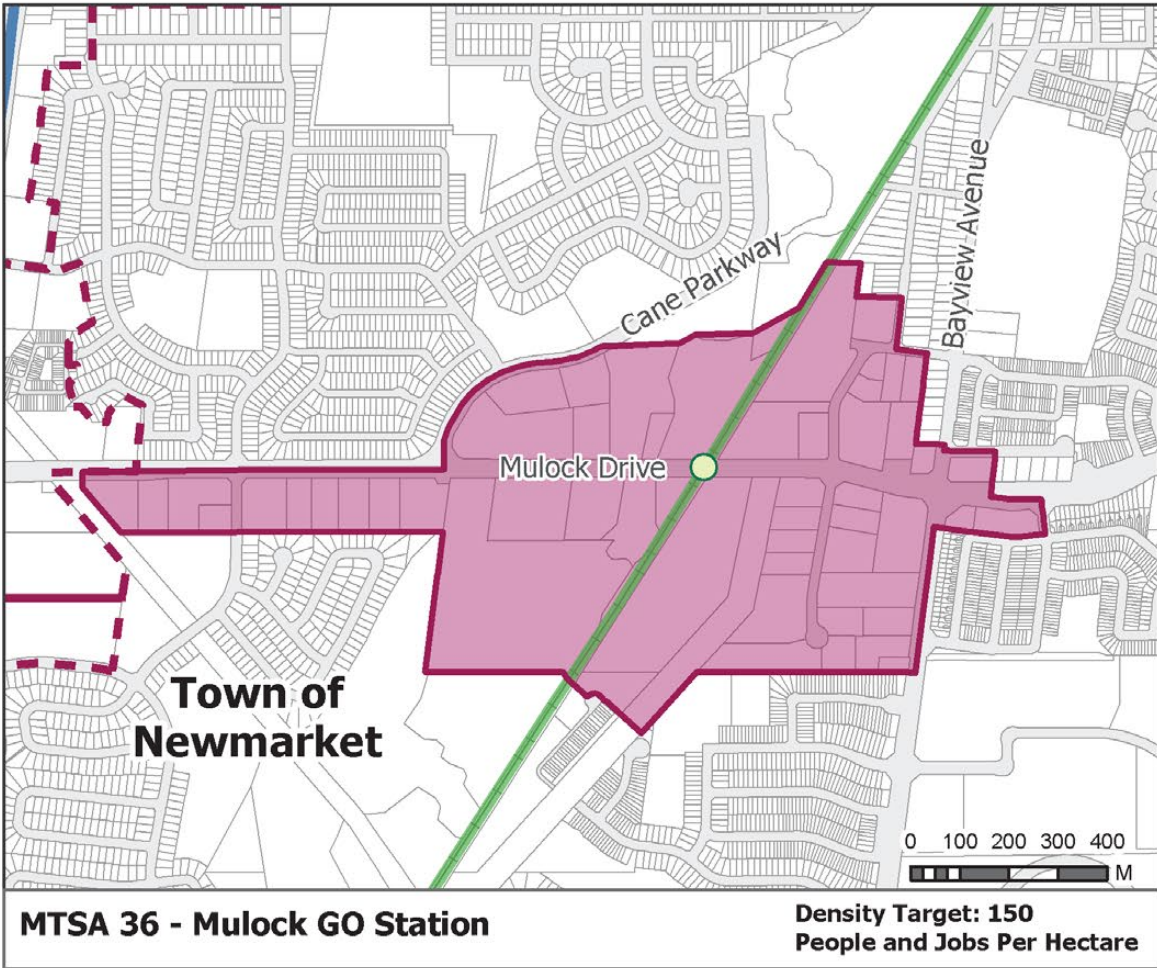 Cane Parkway
Bayview Avenue
Mulock Drive
Town of
Newmarket
0 100 200 300 400
M
MTSA 36 - Mulock GO Station
Density Target: 150
People and Jobs Per Hectare